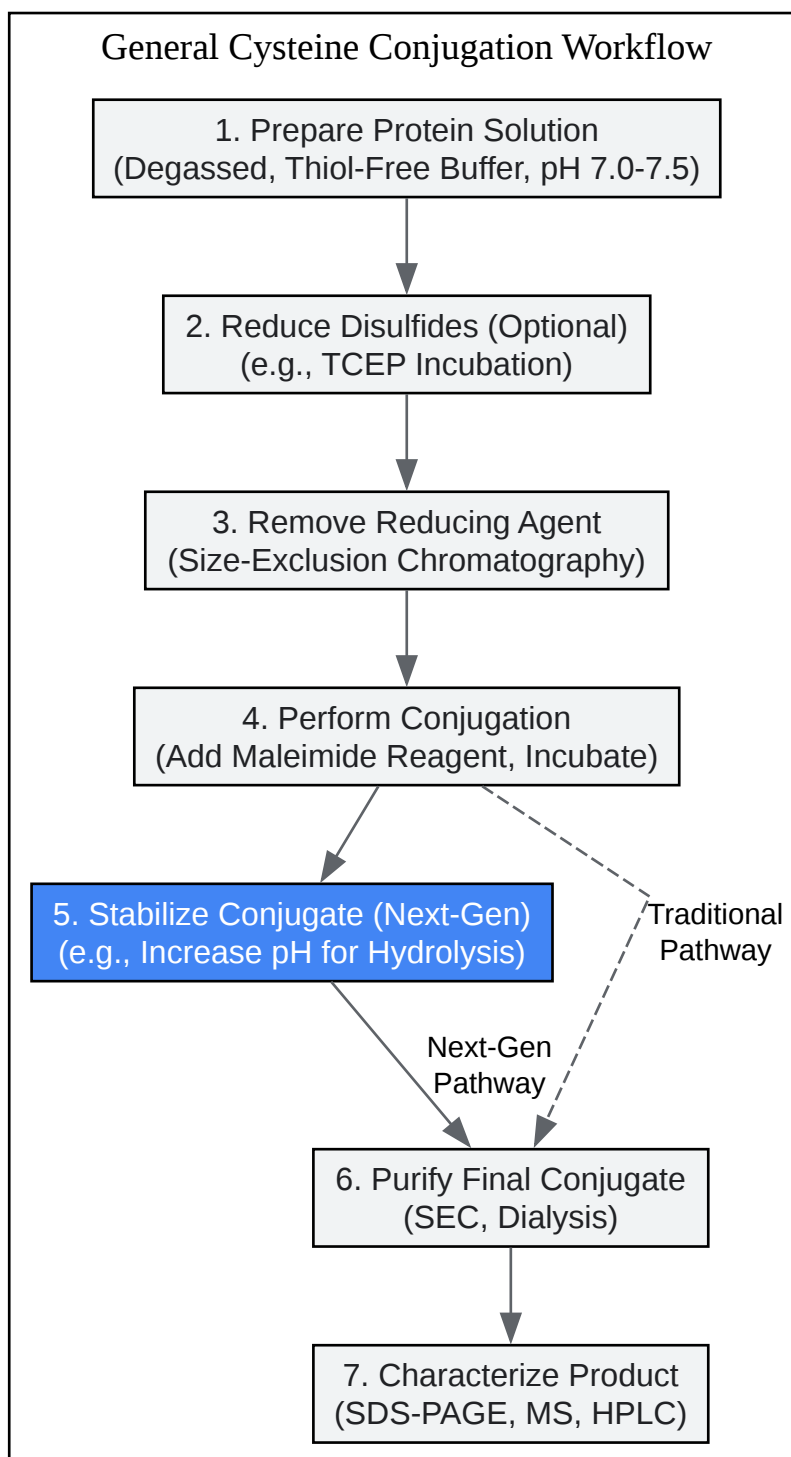 General Cysteine Conjugation Workflow
1. Prepare Protein Solution
(Degassed, Thiol-Free Buffer, pH 7.0-7.5)
2. Reduce Disulfides (Optional)
(e.g., TCEP Incubation)
3. Remove Reducing Agent
(Size-Exclusion Chromatography)
4. Perform Conjugation
(Add Maleimide Reagent, Incubate)
5. Stabilize Conjugate (Next-Gen)
(e.g., Increase pH for Hydrolysis)
Traditional
Pathway
Next-Gen
Pathway
6. Purify Final Conjugate
(SEC, Dialysis)
7. Characterize Product
(SDS-PAGE, MS, HPLC)